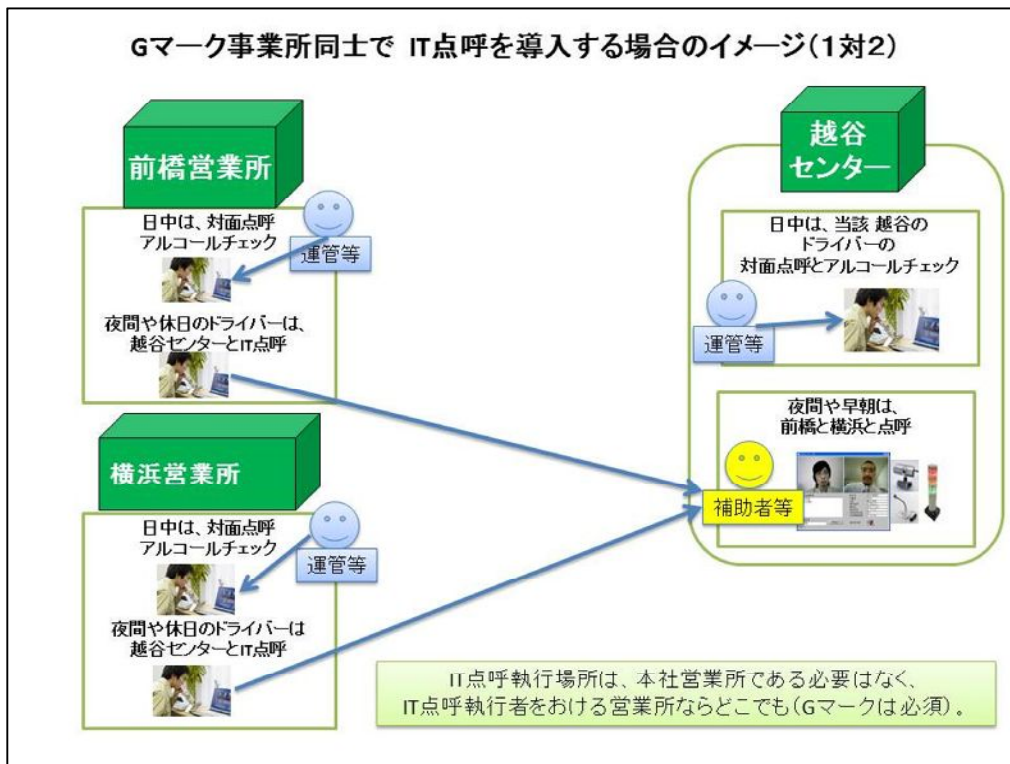 Gマーク事業所同士で IT点呼を導入する場合のイメージ(1対2)
前橋営業所
日中は、対面点呼
アルコールチェック
運管等
夜間や休日のドライバーは、
越谷センターとIT点呼
横浜営業所
日中は、対面点呼
アルコールチェック
運管等
夜間や休日のドライバーは
越谷センターとIT点呼
越谷
センター
日中は、当該 越谷の
ドライバーの
対面点呼とアルコールチェック
運管等
夜間や早朝は、
前橋と横浜と点呼
補助者等
IT点呼執行場所は、本社営業所である必要はなく、
IT点呼執行者をおける営業所ならどこでも(Gマークは必須)。